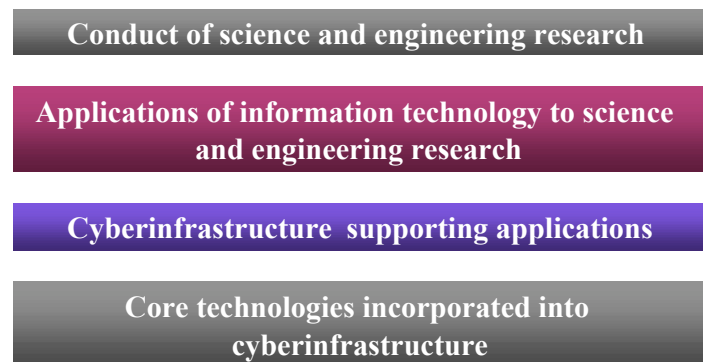 Conduct of science and engineering research
Applications of information technology to science
and engineering research
Cyberinfrastructure supporting applications
Core technologies incorporated into
cyberinfrastructure